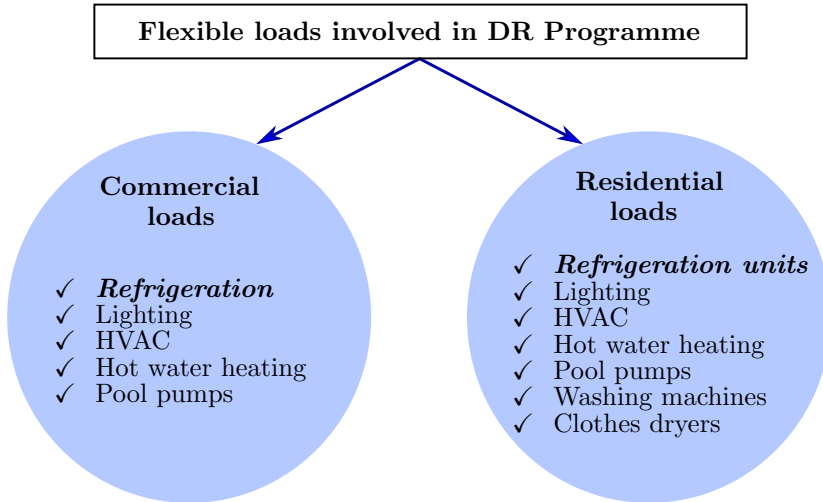 Flexible loads involved in DR Programme
Commercial
loads
✓ Refrigeration
✓ Lighting
✓ HVAC
✓ Hot water heating
✓ Pool pumps
Residential
loads
✓ Refrigeration units
✓ Lighting
✓ HVAC
✓ Hot water heating
✓ Pool pumps
✓ Washing machines
✓ Clothes dryers